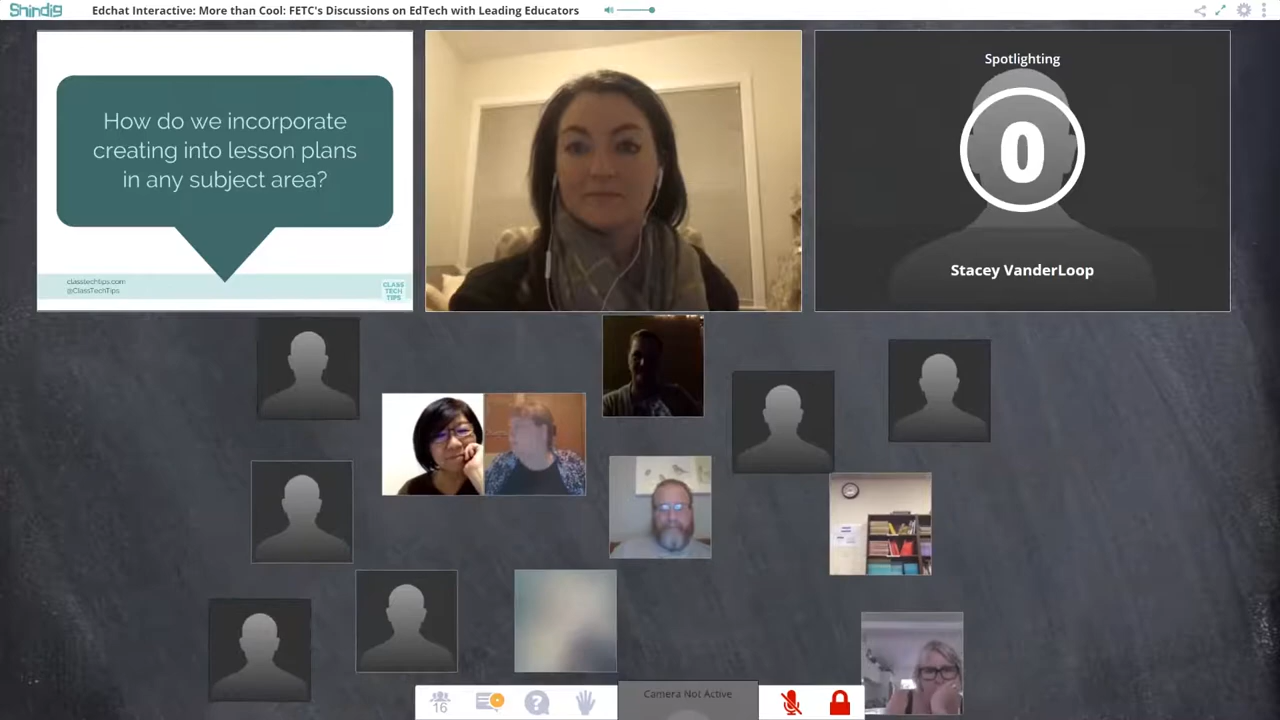 Shindig
Edchat Interactive: More than Cool: FETC's Discussions on EdTech with Leading Educators
How do we incorporate
creating into lesson plans
in any subject area?
classtechtips.com
@ClassTechTips
CLASS
TECH
TIPS
Spotlighting
0
Stacey VanderLoop
16
Camera Not Active